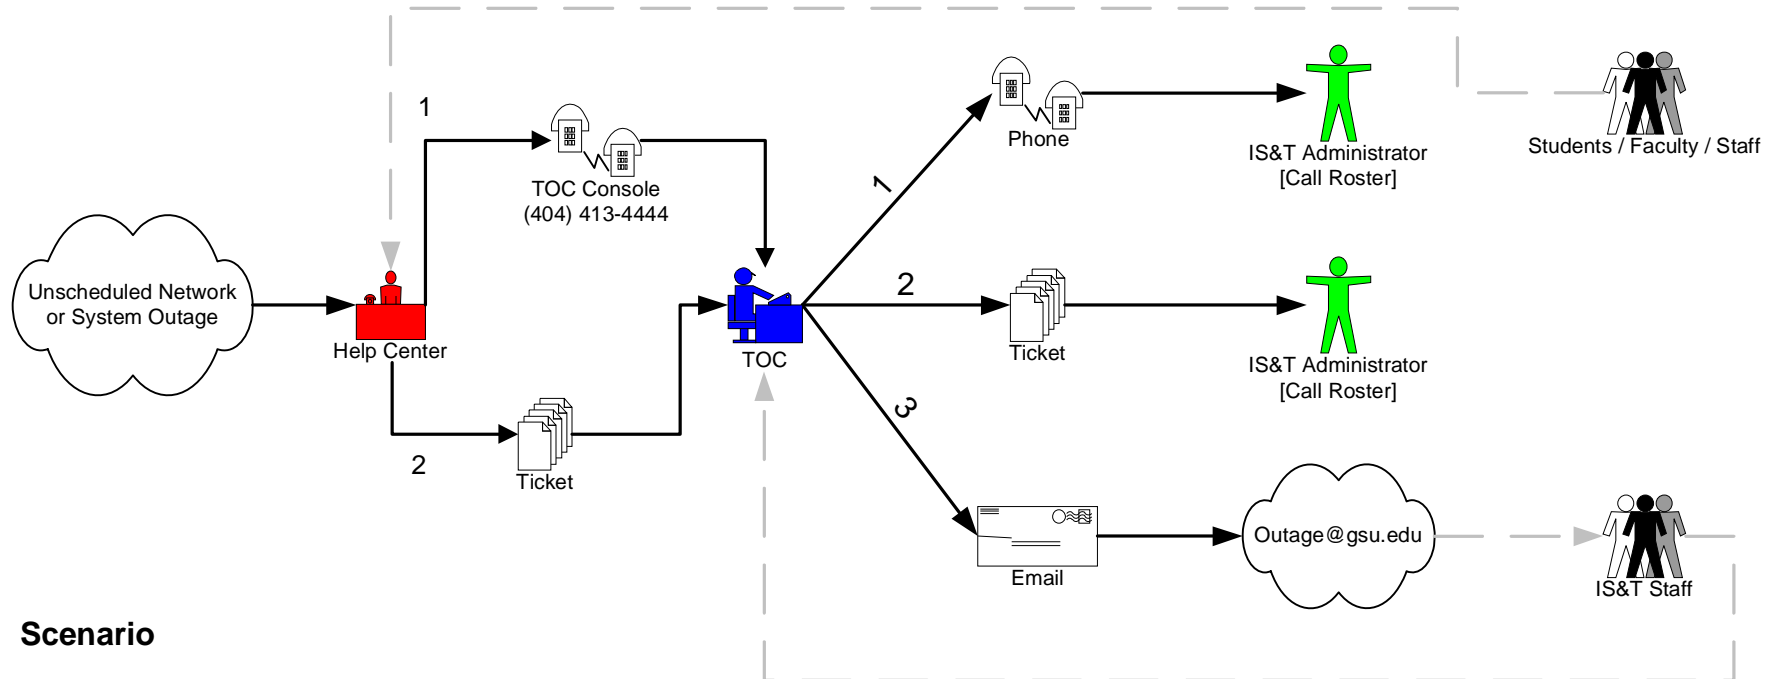 1
Phone
IS&T Administrator
[Call Roster]
Students / Faculty / Staff
TOC Console
(404) 413-4444
1
Unscheduled Network
or System Outage
Help Center
TOC
2
Ticket
IS&T Administrator
[Call Roster]
2
Ticket
3
Email
Outage@gsu.edu
IS&T Staff
Scenario